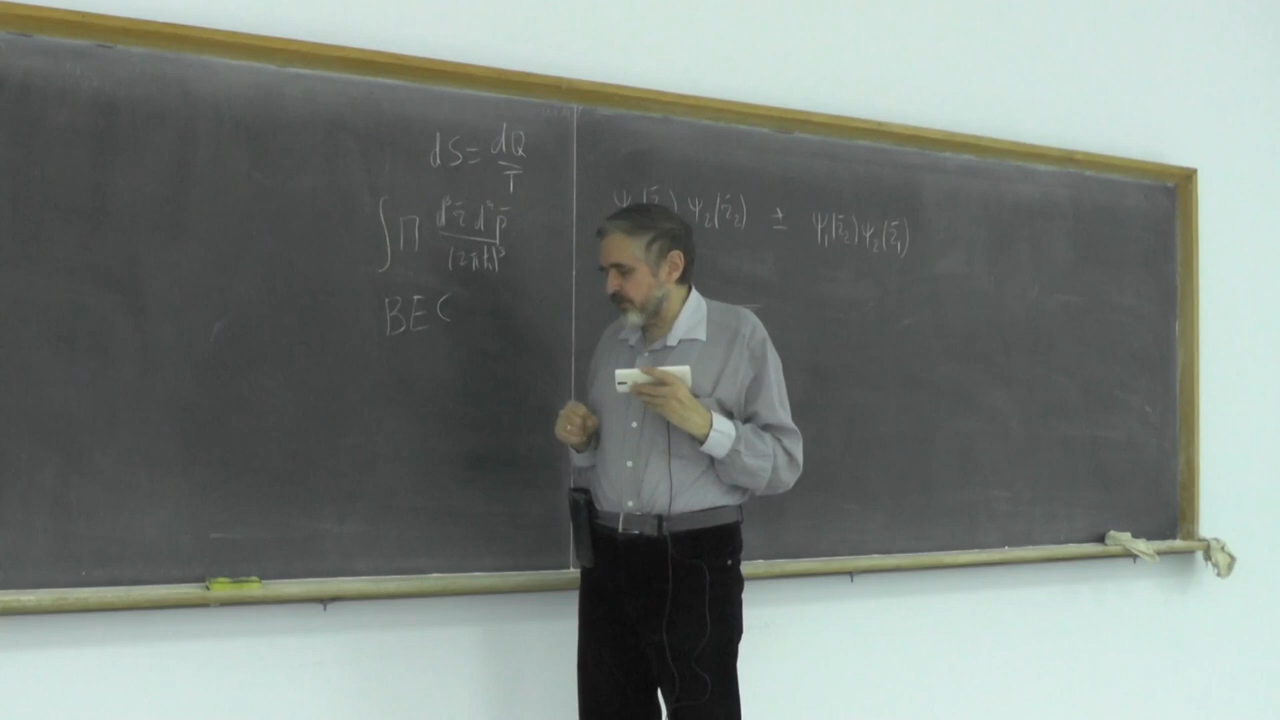 dS = dQ/T
∫ ∏ d³r̄ d³p̄/(2πħ)³
BEC
ψ₁(r̄₁) ψ₂(r̄₂) ± ψ₁(r̄₂) ψ₂(r̄₁)